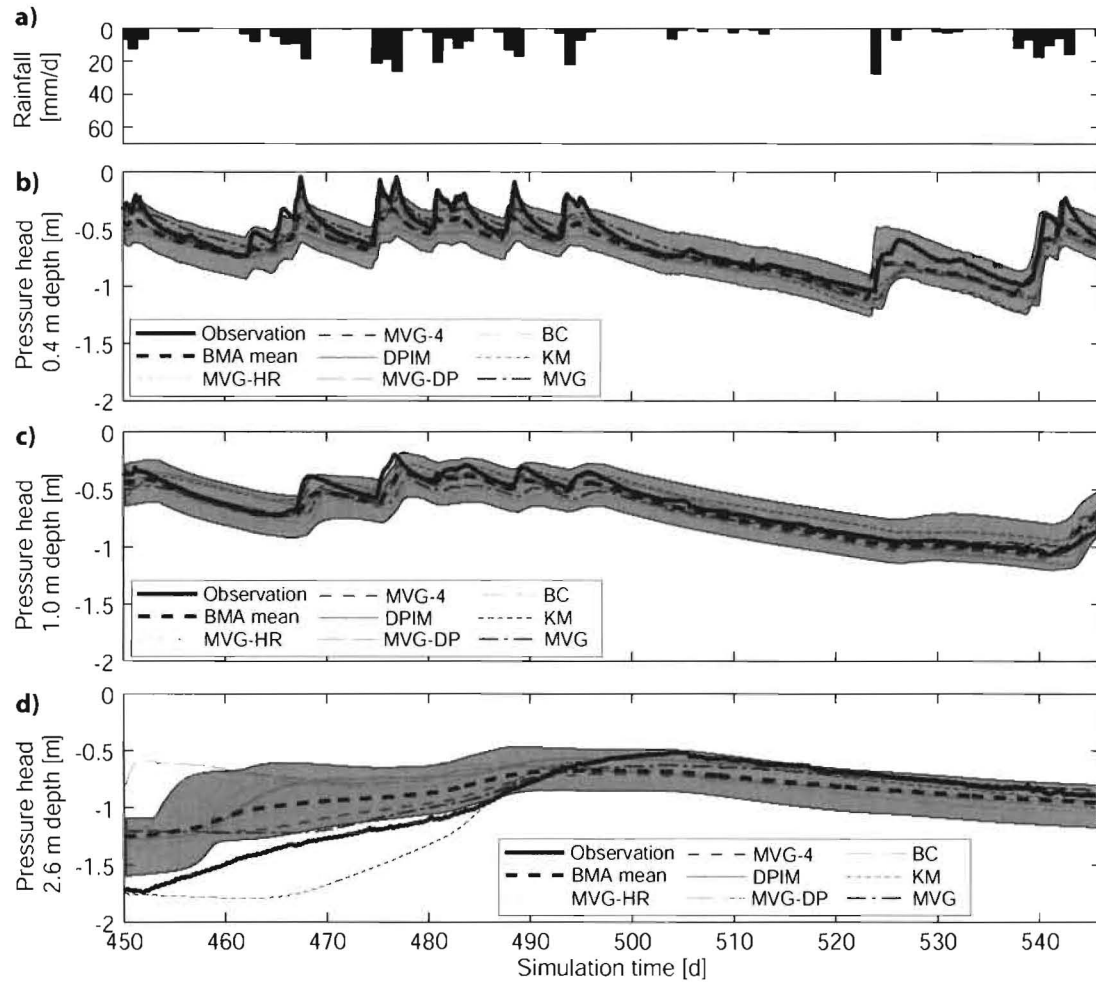 a)
Rainfall
[mm/d]
0
20
40
60
b)
Pressure head
0.4 m depth [m]
0
-0.5
-1
-1.5
-2
Observation
BMA mean
MVG-HR
MVG-4
DPIM
MVG-DP
BC
KM
MVG
c)
Pressure head
1.0 m depth [m]
0
-0.5
-1
-1.5
-2
Observation
BMA mean
MVG-HR
MVG-4
DPIM
MVG-DP
BC
KM
MVG
d)
Pressure head
2.6 m depth [m]
0
-0.5
-1
-1.5
-2
Observation
BMA mean
MVG-HR
MVG-4
DPIM
MVG-DP
BC
KM
MVG
450 460 470 480 490 500 510 520 530 540
Simulation time [d]